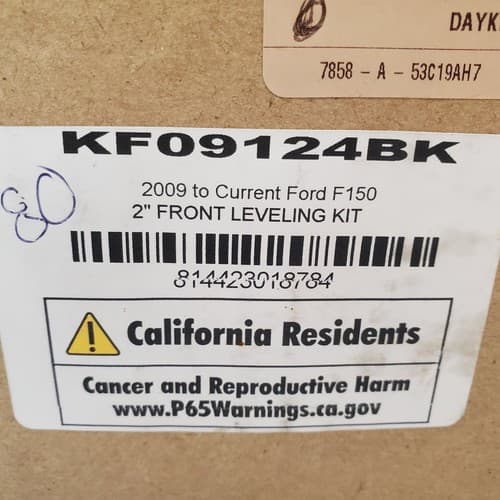 DAYK
7858 - A - 53C19AH7
KF09124BK
2009 to Current Ford F150
2" FRONT LEVELING KIT
814423018784
California Residents
Cancer and Reproductive Harm
www.P65Warnings.ca.gov